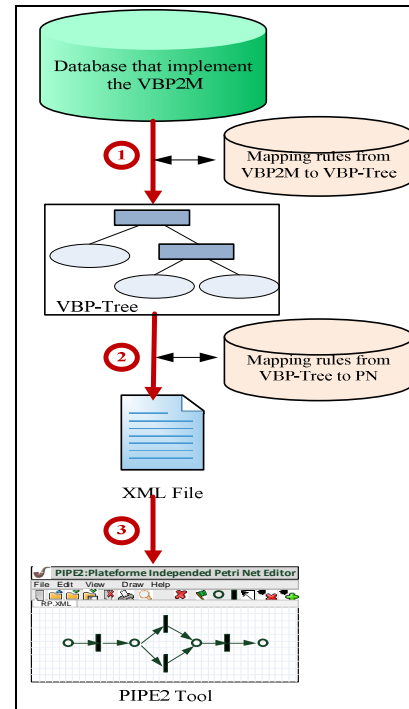 Database that implement
the VBP2M
1
Mapping rules from
VBP2M to VBP-Tree
VBP-Tree
2
Mapping rules from
VBP-Tree to PN
XML File
3
PIPE2:Plateforme Independed Petri Net Editor
File Edit View Draw Help
RP.XML
PIPE2 Tool